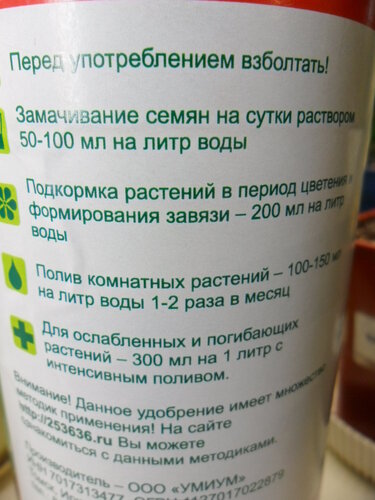 Перед употреблением взболтать!
Замачивание семян на сутки раствором
50-100 мл на литр воды
Подкормка растений в период цветения и
формирования завязи – 200 мл на литр
воды
Полив комнатных растений – 100-150 мл
на литр воды 1-2 раза в месяц
Для ослабленных и погибающих
растений – 300 мл на 1 литр с
интенсивным поливом.
Внимание! Данное удобрение имеет множество
методик применения! На сайте
http://253636.ru Вы можете
ознакомиться с данными методиками.
Производитель – ООО «УМИУМ»
7017313477, ОГРН 1127017022879